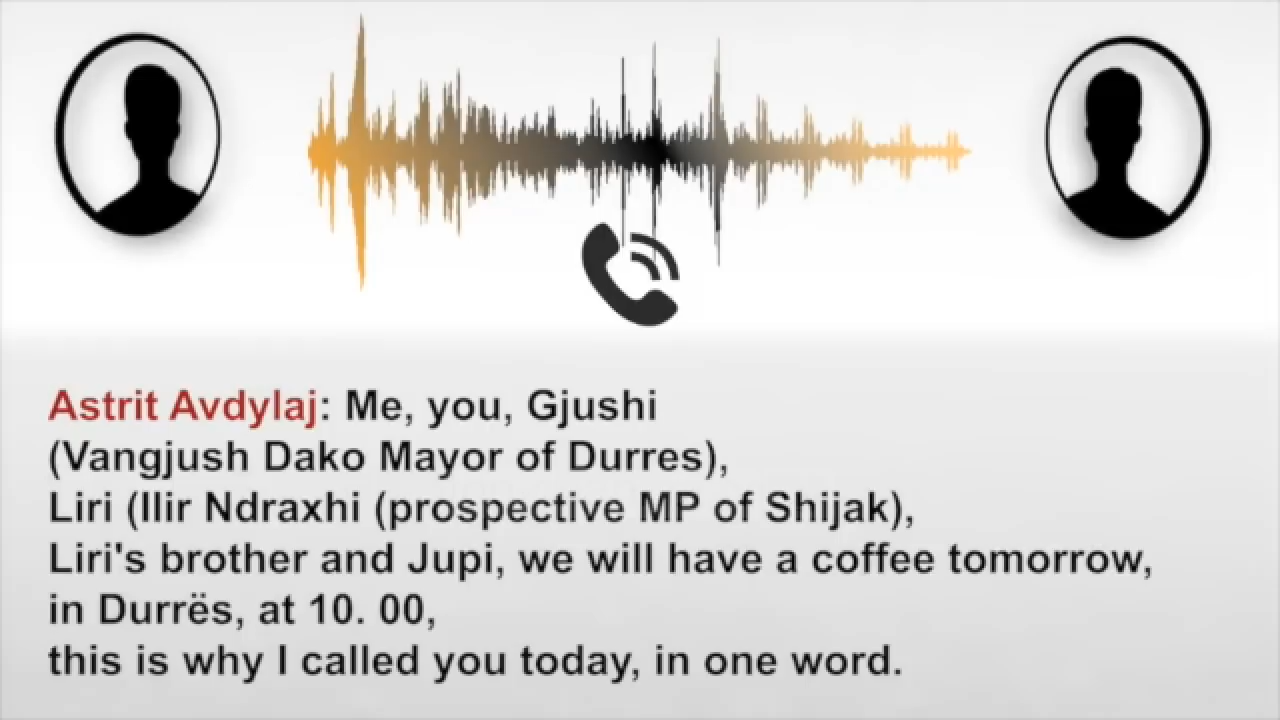 Astrit Avdylaj: Me, you, Gjushi
(Vangjush Dako Mayor of Durres),
Liri (Ilir Ndraxhi (prospective MP of Shijak),
Liri's brother and Jupi, we will have a coffee tomorrow,
in Durrës, at 10. 00,
this is why I called you today, in one word.